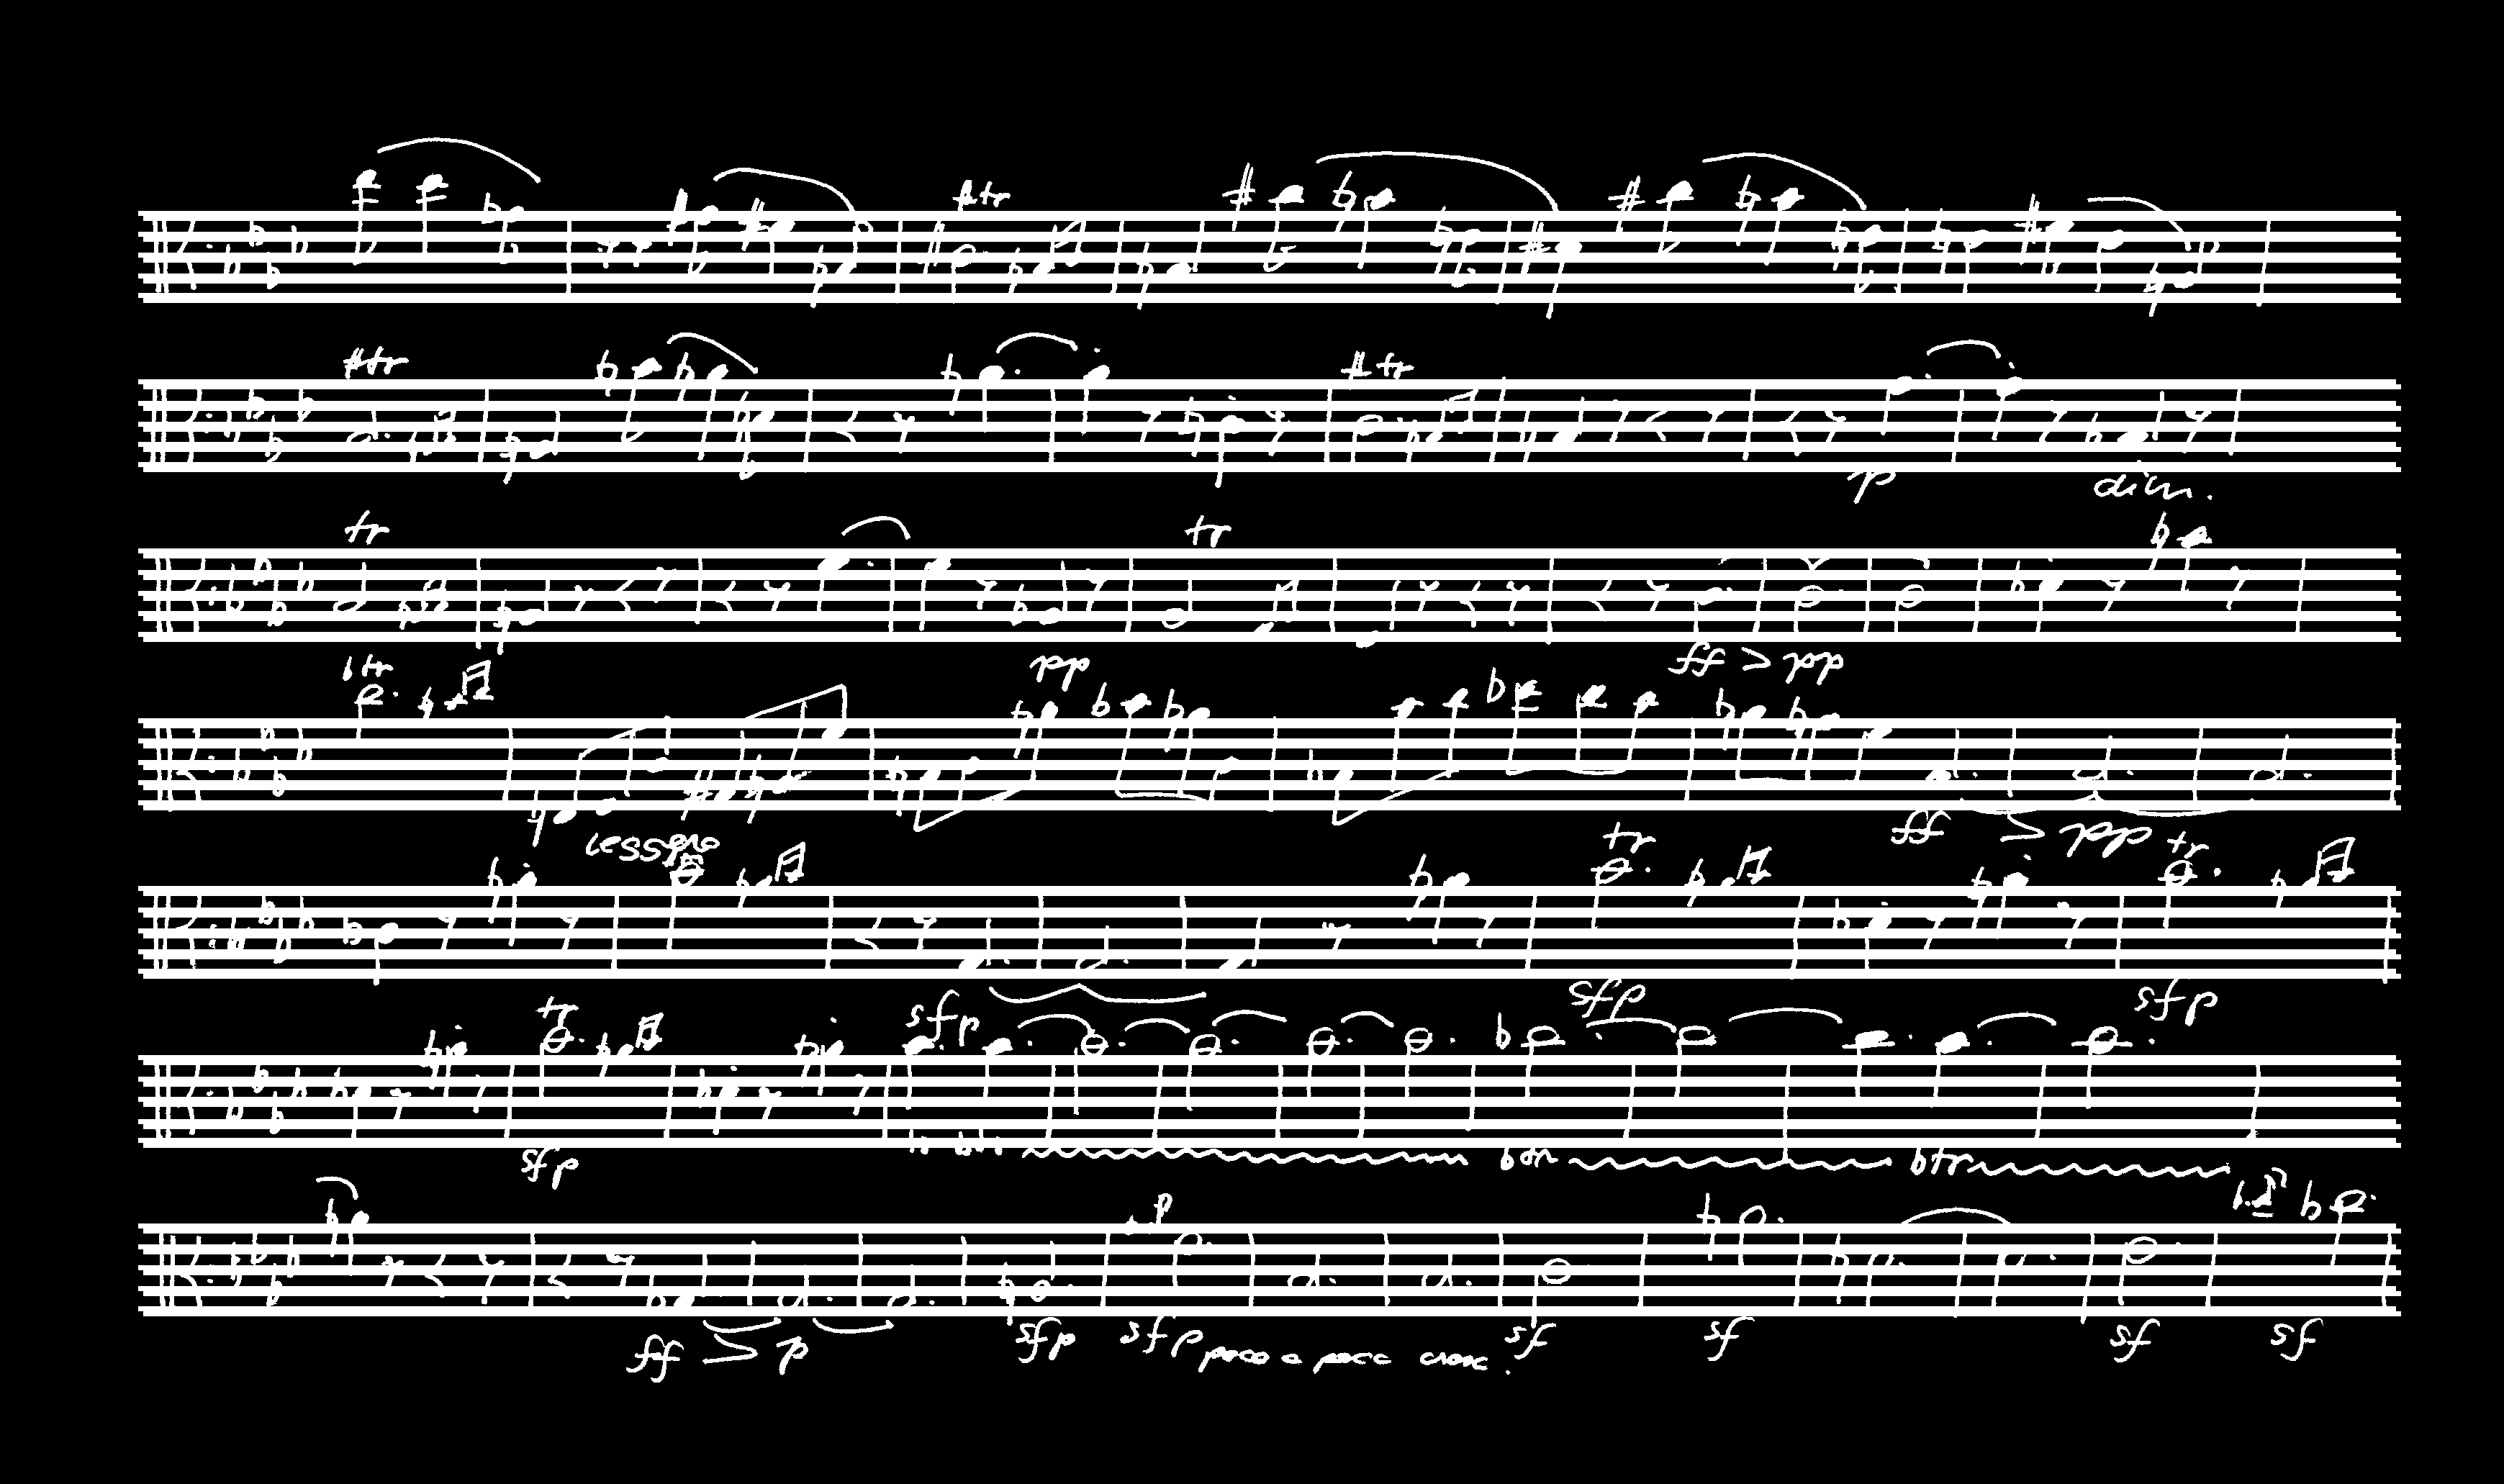 tr
tr tr
p dim.
tr tr
pp ff > pp
tr
ff > pp
tr tr
sfp sfp sfp
tr
sfp
tr tr
ff > p sfp sfp poco a poco cresc. sf sf sf sf